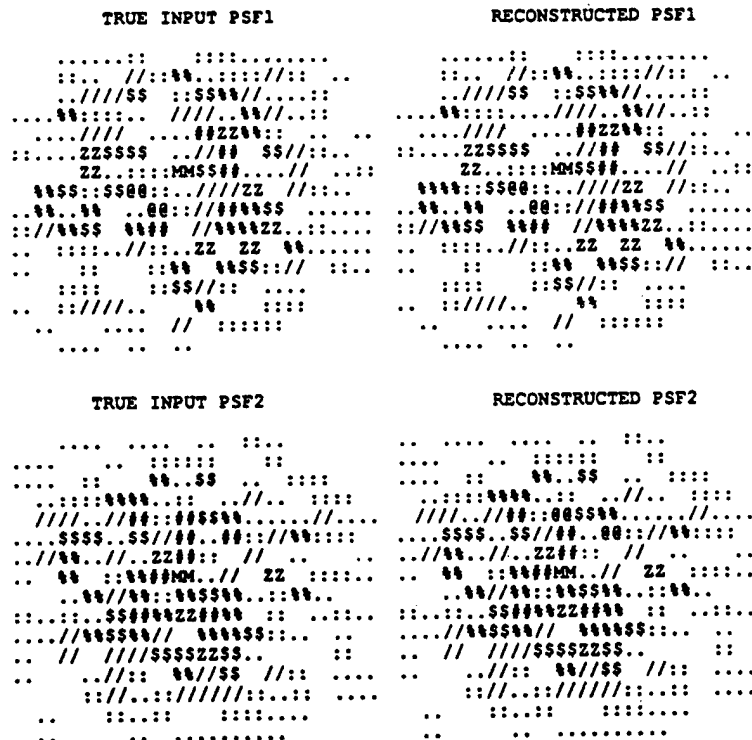 TRUE INPUT PSF1
RECONSTRUCTED PSF1
TRUE INPUT PSF2
RECONSTRUCTED PSF2